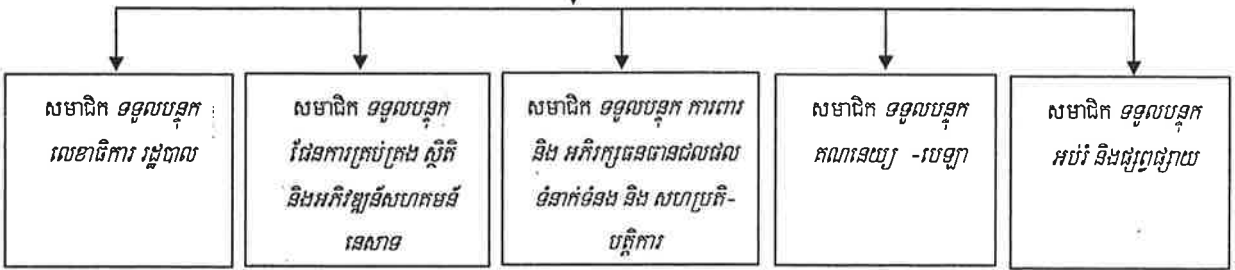 សមាជិក ទទួលបន្ទុក
លេខាធិការ រដ្ឋបាល
សមាជិក ទទួលបន្ទុក
ផែនការគ្រប់គ្រង ស្ថិតិ
និងអភិវឌ្ឍន៍សហគមន៍
នេសាទ
សមាជិក ទទួលបន្ទុក ការពារ
និង អភិរក្សធនធានជលផល
ទំនាក់ទំនង និង សហប្រតិ-
បត្តិការ
សមាជិក ទទួលបន្ទុក
គណនេយ្យ -បេឡា
សមាជិក ទទួលបន្ទុក
អប់រំ និងផ្សព្វផ្សាយ